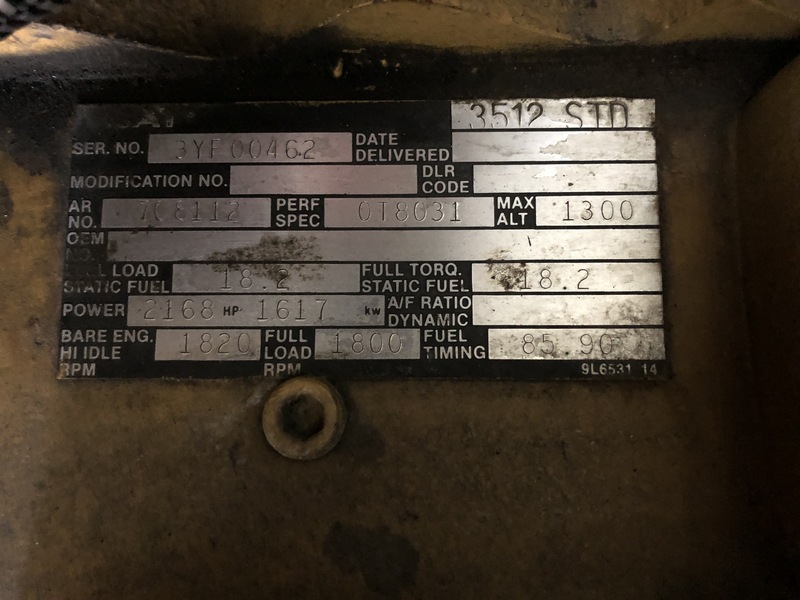 3512 STD
SER. NO. 3YF00462 DATE DELIVERED
MODIFICATION NO. DLR CODE
AR NO. 7C8112 PERF SPEC 0T8031 MAX ALT 1300
OEM NO.
FULL LOAD STATIC FUEL 18.2 FULL TORQ. STATIC FUEL 18.2
POWER 2168 HP 1617 kW A/F RATIO DYNAMIC
BARE ENG. HI IDLE RPM 1820 FULL LOAD RPM 1800 FUEL TIMING 85.90
9L6531 14